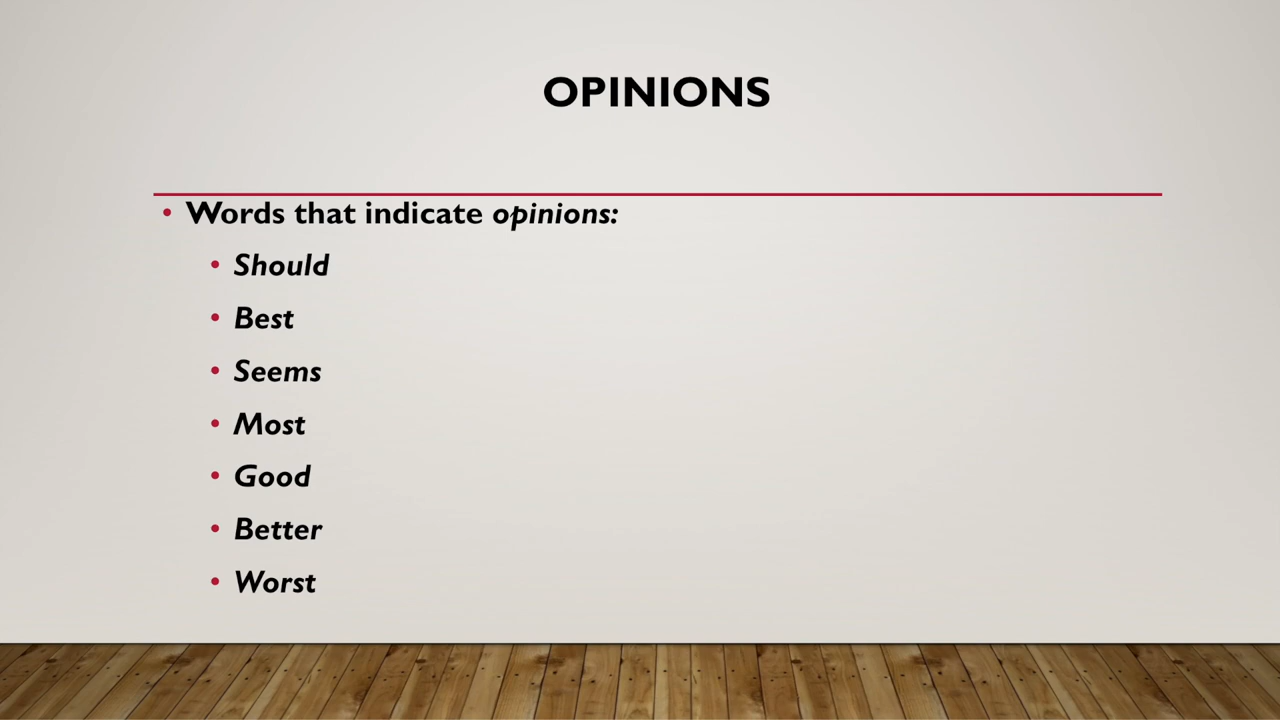 OPINIONS
• Words that indicate opinions:
• Should
• Best
• Seems
• Most
• Good
• Better
• Worst